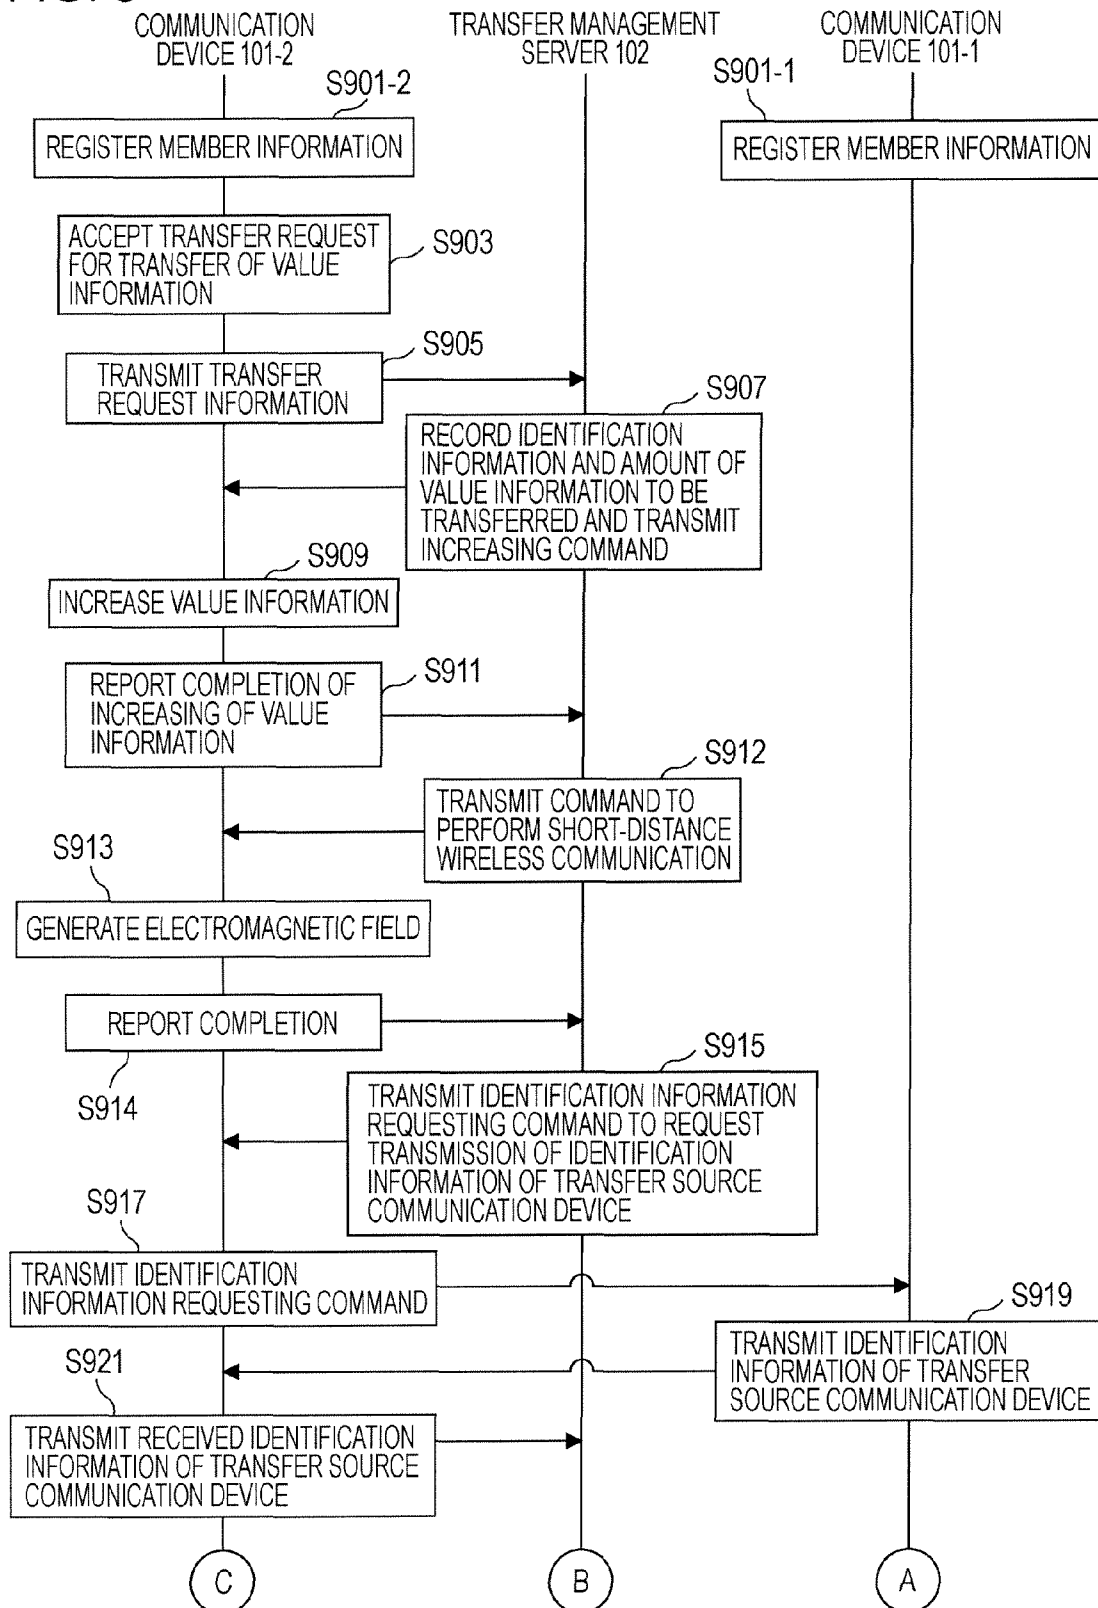 COMMUNICATION
DEVICE 101-2
TRANSFER MANAGEMENT
SERVER 102
COMMUNICATION
DEVICE 101-1
S901-2
S901-1
REGISTER MEMBER INFORMATION
REGISTER MEMBER INFORMATION
ACCEPT TRANSFER REQUEST
FOR TRANSFER OF VALUE
INFORMATION
S903
S905
TRANSMIT TRANSFER
REQUEST INFORMATION
S907
RECORD IDENTIFICATION
INFORMATION AND AMOUNT OF
VALUE INFORMATION TO BE
TRANSFERRED AND TRANSMIT
INCREASING COMMAND
S909
INCREASE VALUE INFORMATION
REPORT COMPLETION OF
INCREASING OF VALUE
INFORMATION
S911
S912
TRANSMIT COMMAND TO
PERFORM SHORT-DISTANCE
WIRELESS COMMUNICATION
S913
GENERATE ELECTROMAGNETIC FIELD
REPORT COMPLETION
S914
S915
TRANSMIT IDENTIFICATION INFORMATION
REQUESTING COMMAND TO REQUEST
TRANSMISSION OF IDENTIFICATION
INFORMATION OF TRANSFER SOURCE
COMMUNICATION DEVICE
S917
TRANSMIT IDENTIFICATION
INFORMATION REQUESTING COMMAND
S919
TRANSMIT IDENTIFICATION
INFORMATION OF TRANSFER
SOURCE COMMUNICATION DEVICE
S921
TRANSMIT RECEIVED IDENTIFICATION
INFORMATION OF TRANSFER SOURCE
COMMUNICATION DEVICE
C
B
A